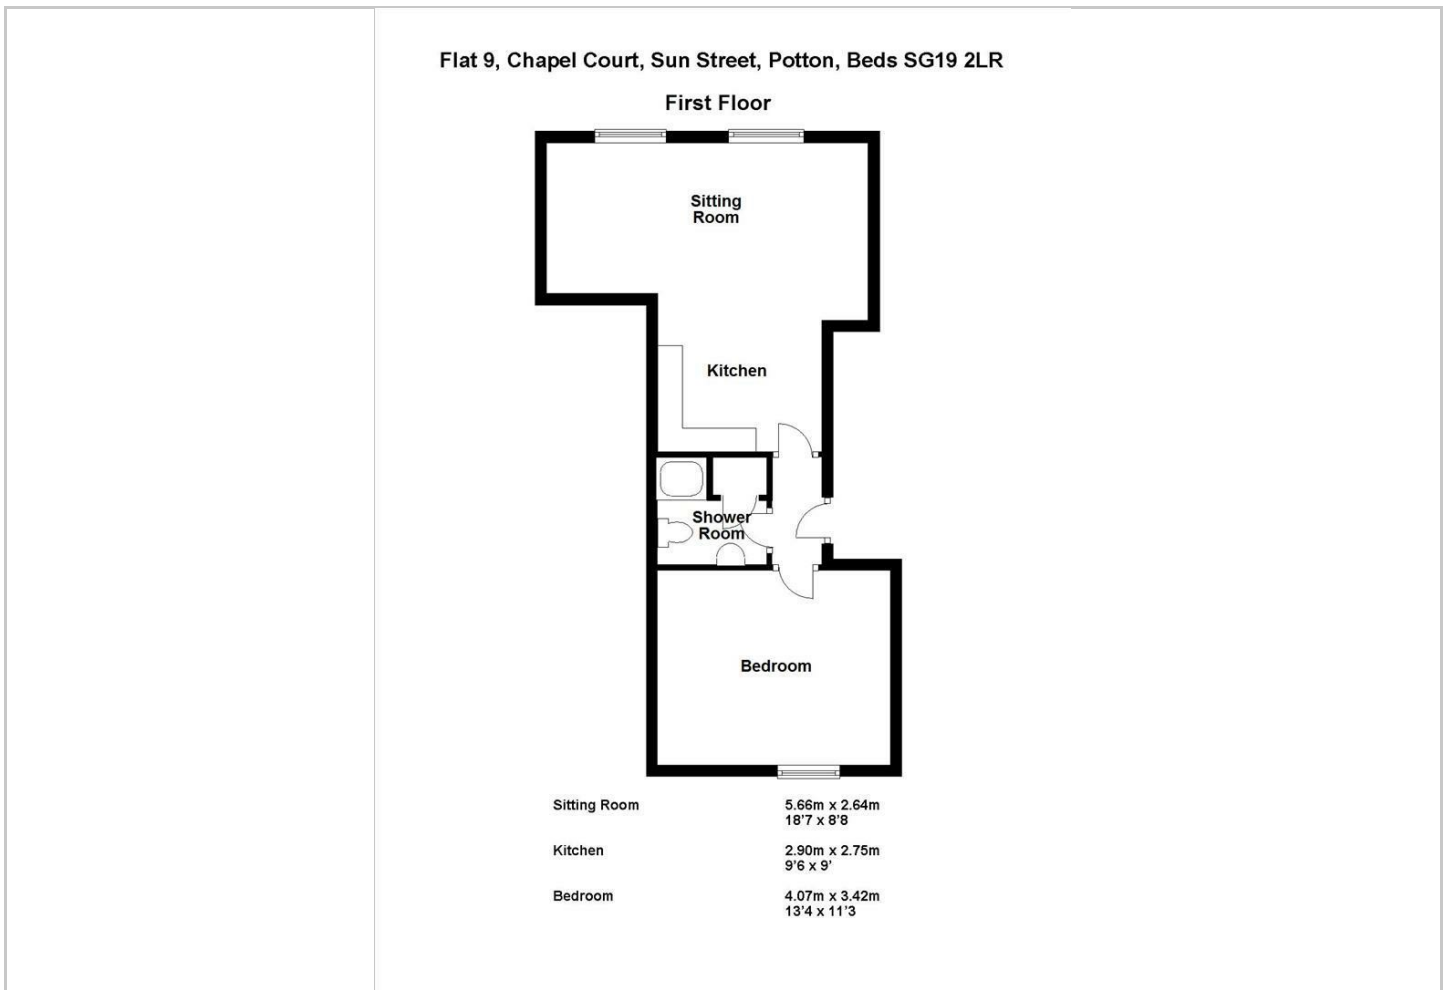 Flat 9, Chapel Court, Sun Street, Potton, Beds SG19 2LR
First Floor
Sitting
Room
Kitchen
Shower
Room
Bedroom
Sitting Room 5.66m x 2.64m
18'7 x 8'8
Kitchen 2.90m x 2.75m
9'6 x 9'
Bedroom 4.07m x 3.42m
13'4 x 11'3